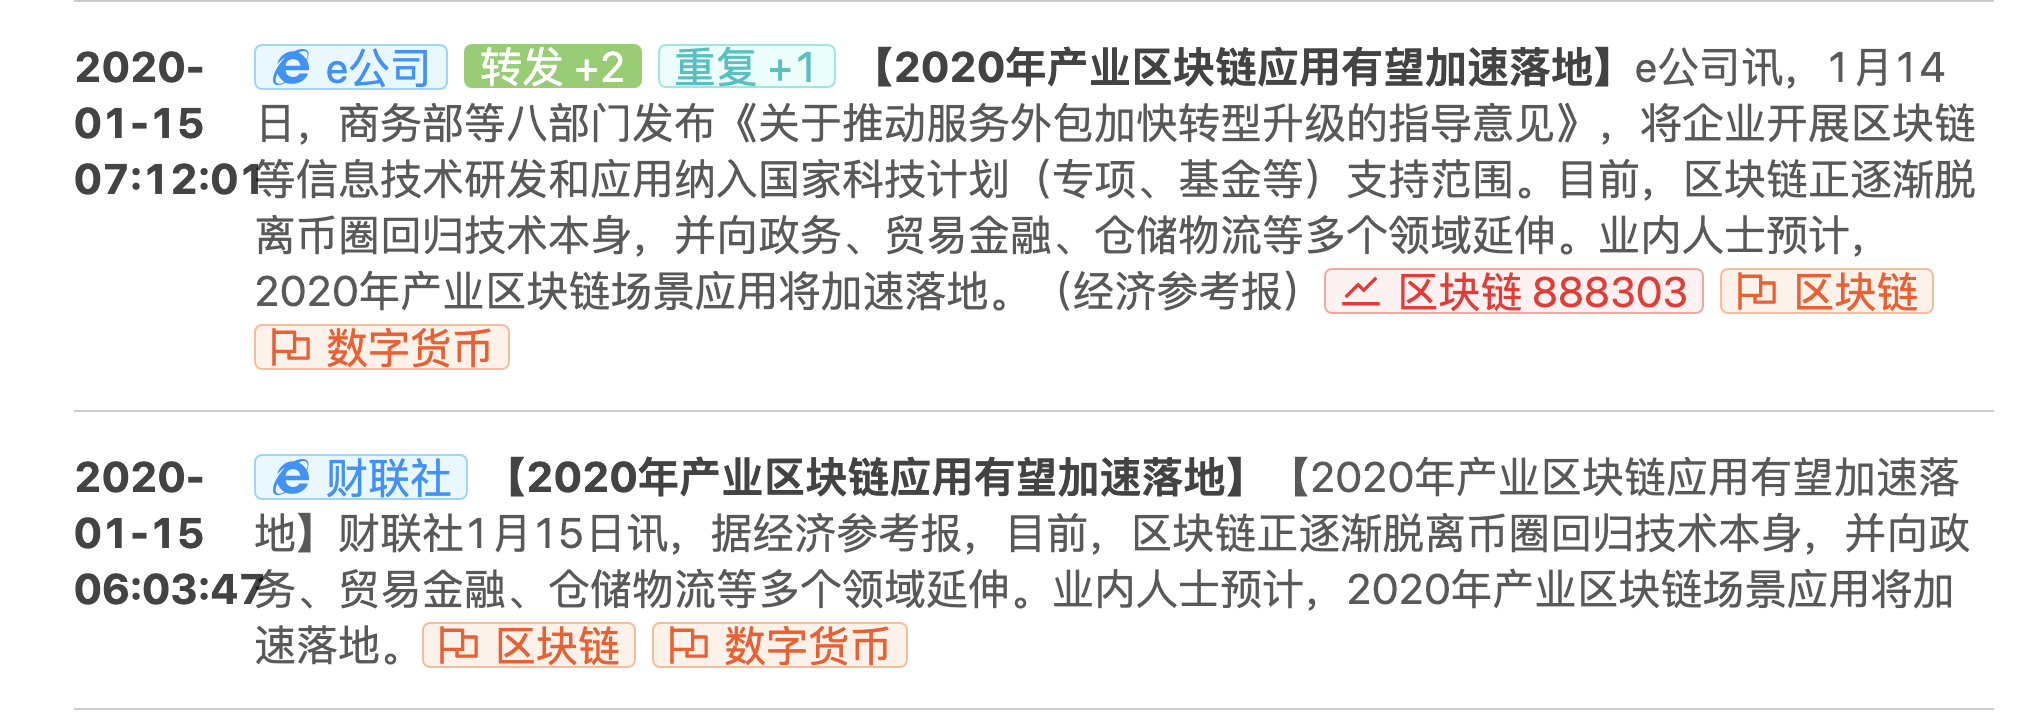 2020-
01-15
07:12:01
e公司 转发 +2 重复 +1 【2020年产业区块链应用有望加速落地】e公司讯，1月14
日，商务部等八部门发布《关于推动服务外包加快转型升级的指导意见》，将企业开展区块链
等信息技术研发和应用纳入国家科技计划（专项、基金等）支持范围。目前，区块链正逐渐脱
离币圈回归技术本身，并向政务、贸易金融、仓储物流等多个领域延伸。业内人士预计，
2020年产业区块链场景应用将加速落地。（经济参考报） 区块链 888303 区块链
数字货币
2020-
01-15
06:03:47
财联社 【2020年产业区块链应用有望加速落地】【2020年产业区块链应用有望加速落
地】财联社1月15日讯，据经济参考报，目前，区块链正逐渐脱离币圈回归技术本身，并向政
务、贸易金融、仓储物流等多个领域延伸。业内人士预计，2020年产业区块链场景应用将加
速落地。 区块链 数字货币